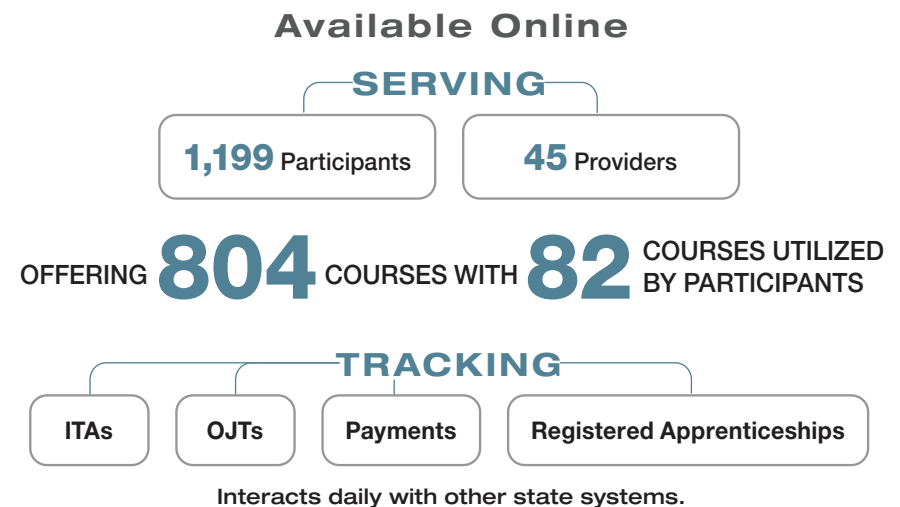 Available Online
SERVING
1,199 Participants
45 Providers
OFFERING 804 COURSES WITH 82 COURSES UTILIZED
BY PARTICIPANTS
TRACKING
ITAs
OJTs
Payments
Registered Apprenticeships
Interacts daily with other state systems.